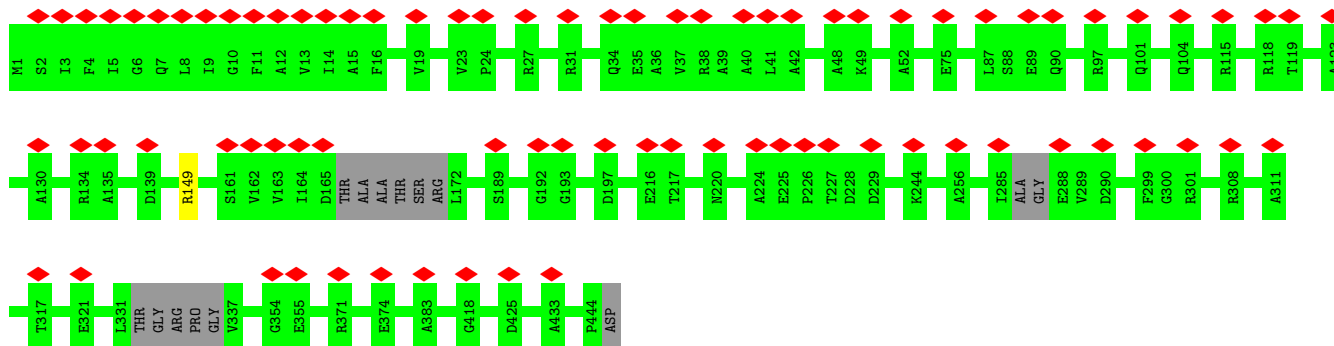 M1 S2 I3 F4 I5 G6 Q7 L8 I9 G10 F11 A12 V13 I14 A15 F16 V19 V23 P24 R27 R31 Q34 E35 A36 V37 R38 A39 A40 L41 A42 A48 K49 A52 E75 L87 S88 E89 Q90 R97 Q101 Q104 R115 R118 T119
A130 R134 A135 D139 R149 S161 V162 V163 I164 D165 THR ALA ALA THR SER ARG L172 S189 G192 G193 D197 E216 T217 N220 A224 E225 P226 T227 D228 D229 K244 A256 I285 ALA GLY E288 V289 D290 F299 G300 R301 R308 A311
T317 E321 L331 THR GLY ARG PRO GLY V337 G354 E355 R371 E374 A383 G418 D425 A433 P444 ASP